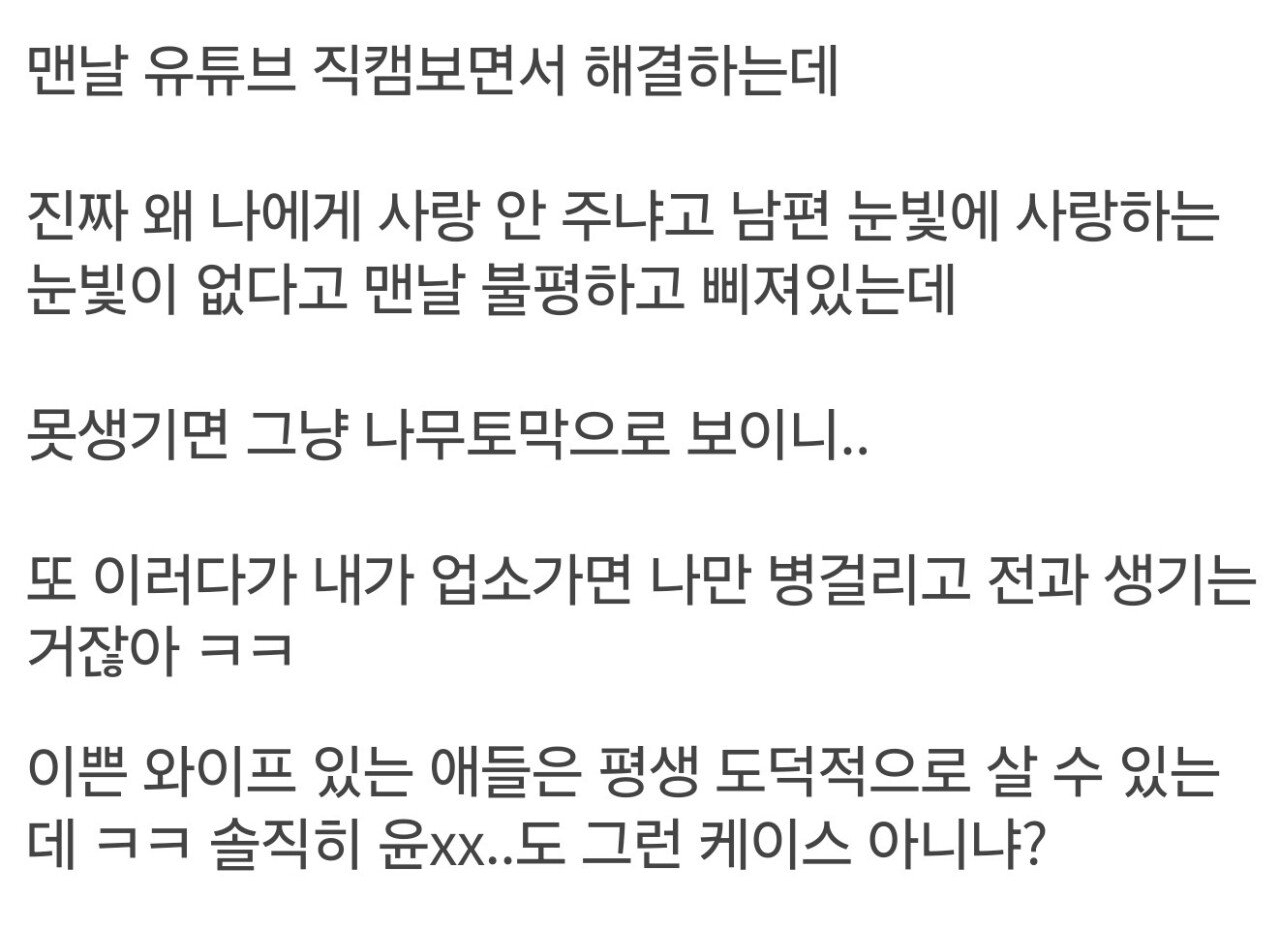 맨날 유튜브 직캠보면서 해결하는데
진짜 왜 나에게 사랑 안 주냐고 남편 눈빛에 사랑하는
눈빛이 없다고 맨날 불평하고 삐져있는데
못생기면 그냥 나무토막으로 보이니..
또 이러다가 내가 업소가면 나만 병걸리고 전과 생기는
거잖아 ㅋㅋ
이쁜 와이프 있는 애들은 평생 도덕적으로 살 수 있는
데 ㅋㅋ 솔직히 윤xx..도 그런 케이스 아니냐?